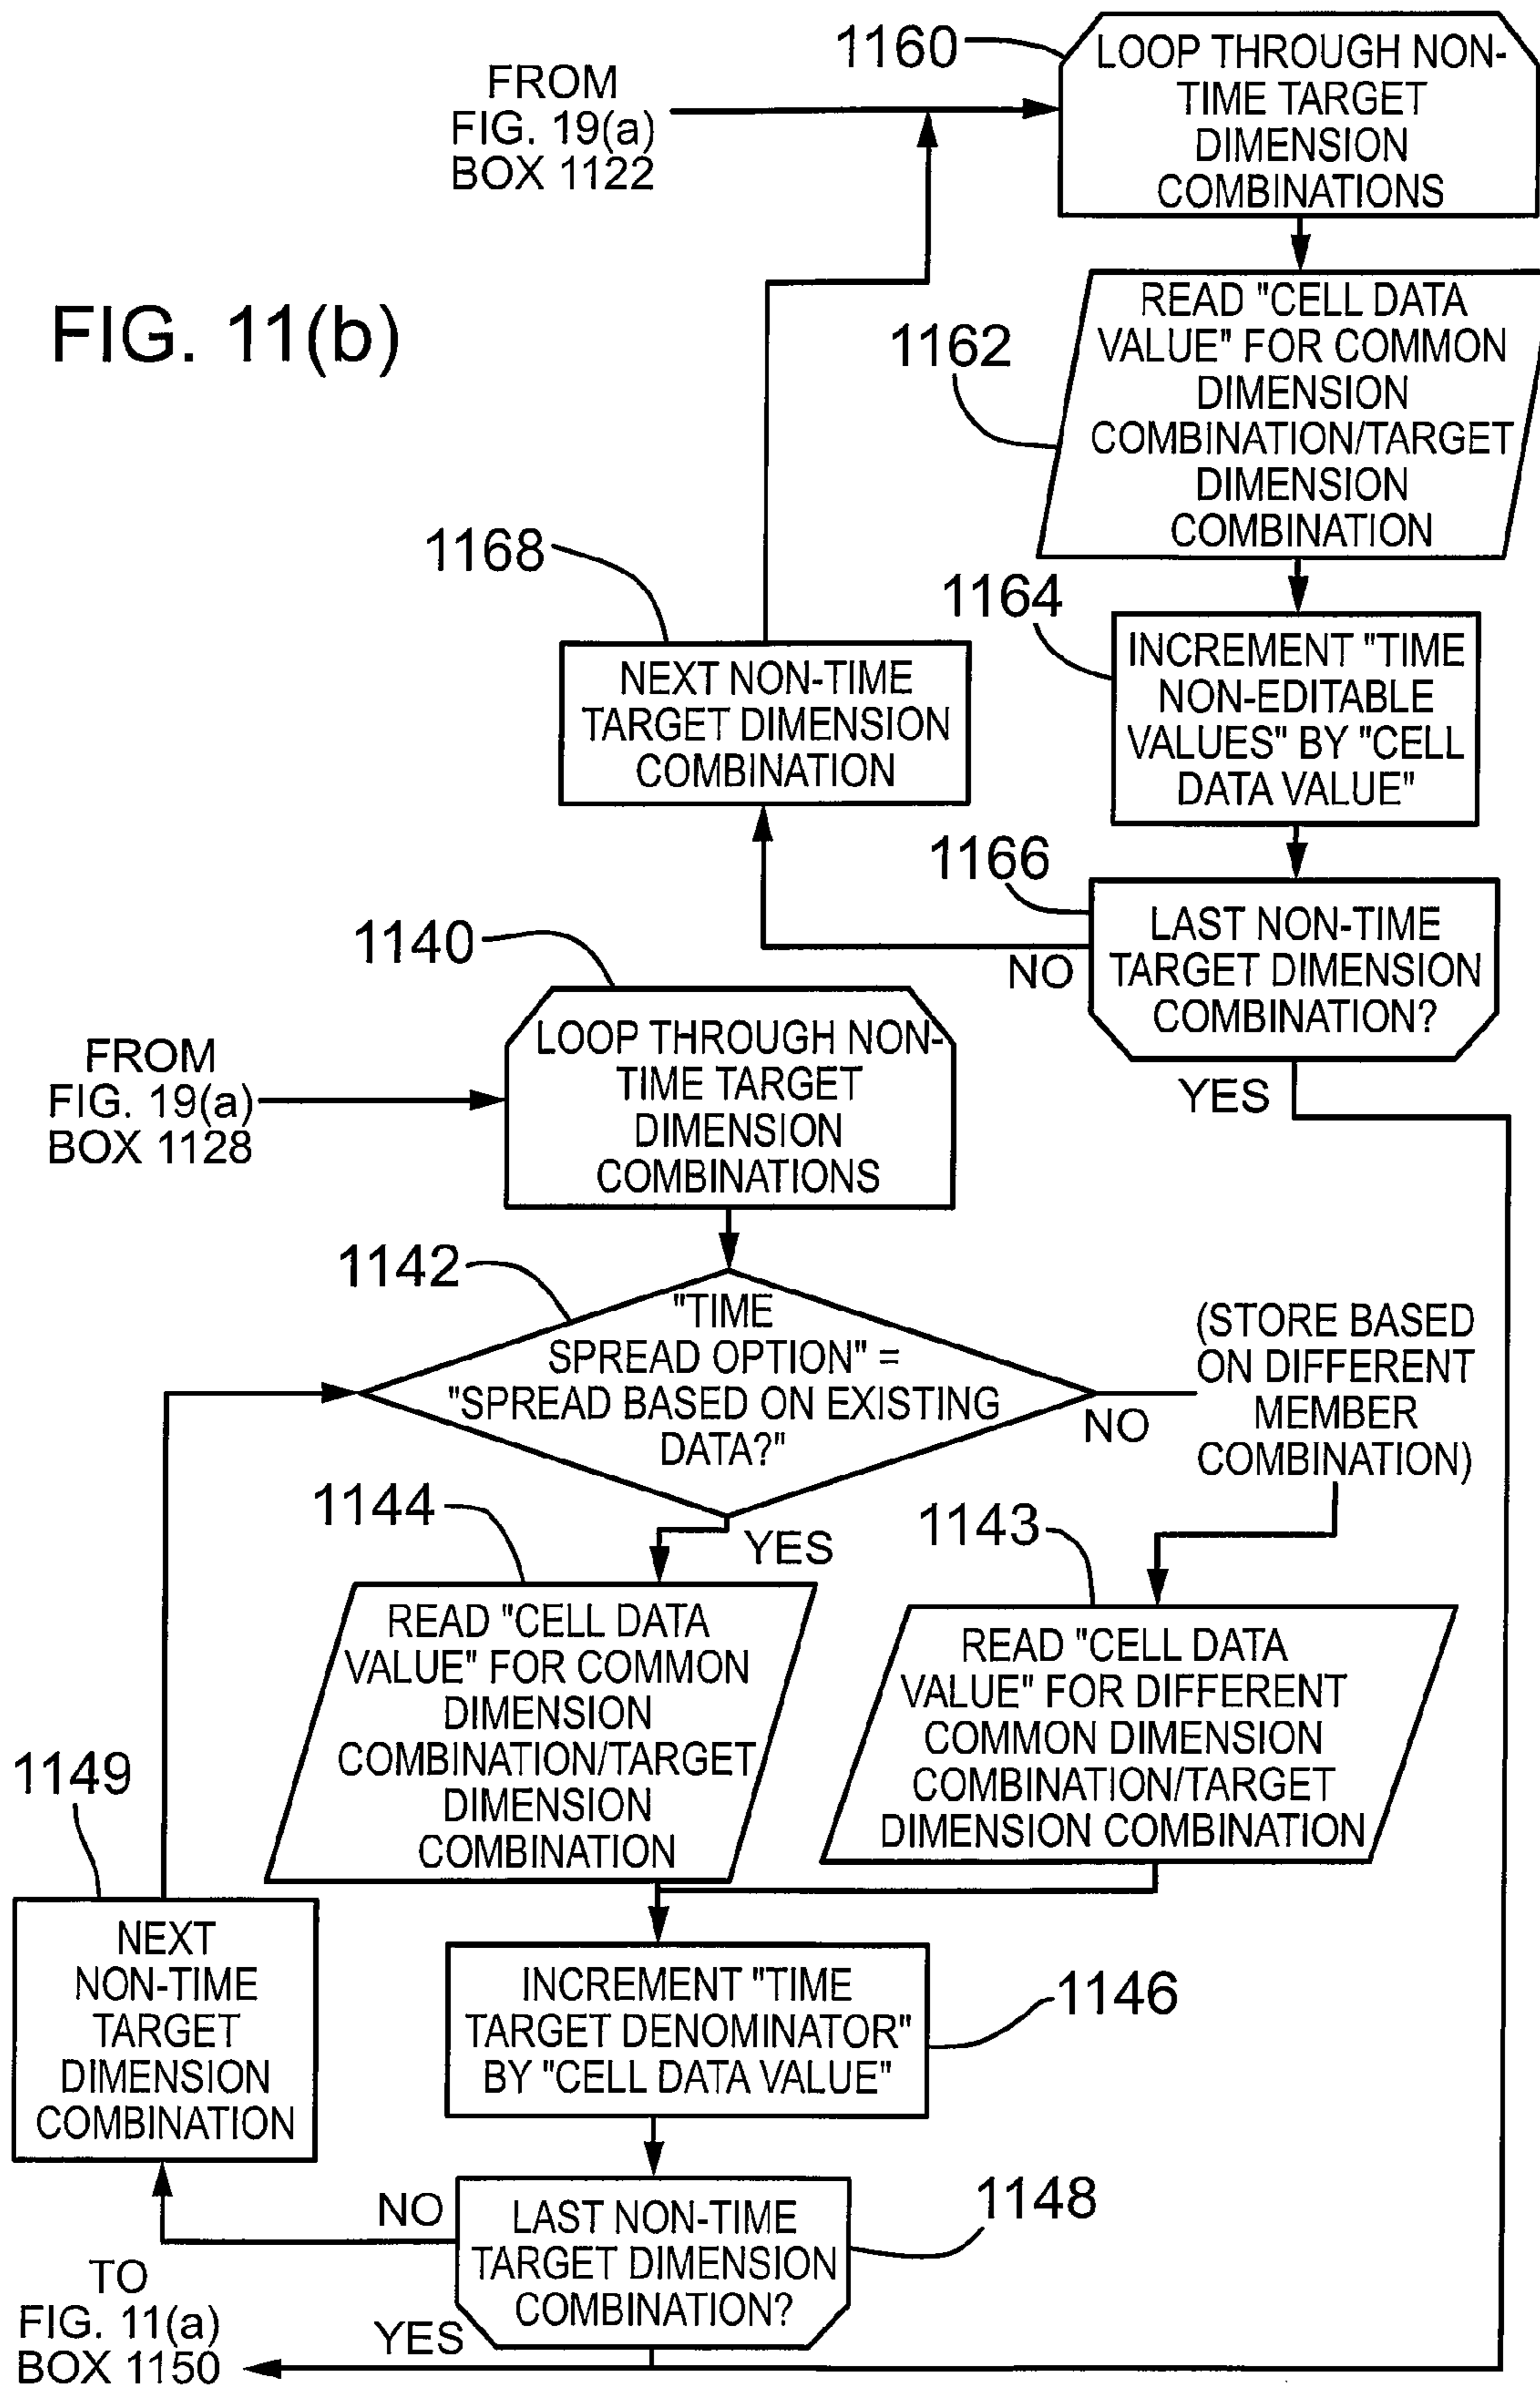 1160
LOOP THROUGH NON-
TIME TARGET
DIMENSION
COMBINATIONS
FROM
FIG. 19(a)
BOX 1122
FIG. 11(b)
1162
READ "CELL DATA
VALUE" FOR COMMON
DIMENSION
COMBINATION/TARGET
DIMENSION
COMBINATION
1168
NEXT NON-TIME
TARGET DIMENSION
COMBINATION
1164
INCREMENT "TIME
NON-EDITABLE
VALUES" BY "CELL
DATA VALUE"
1166
LAST NON-TIME
TARGET DIMENSION
COMBINATION?
NO
YES
1140
LOOP THROUGH NON-
TIME TARGET
DIMENSION
COMBINATIONS
FROM
FIG. 19(a)
BOX 1128
1142
"TIME
SPREAD OPTION" =
"SPREAD BASED ON EXISTING
DATA?"
NO
(STORE BASED
ON DIFFERENT
MEMBER
COMBINATION)
YES
1144
READ "CELL DATA
VALUE" FOR COMMON
DIMENSION
COMBINATION/TARGET
DIMENSION
COMBINATION
1143
READ "CELL DATA
VALUE" FOR DIFFERENT
COMMON DIMENSION
COMBINATION/TARGET
DIMENSION COMBINATION
1149
NEXT
NON-TIME
TARGET
DIMENSION
COMBINATION
INCREMENT "TIME
TARGET DENOMINATOR"
BY "CELL DATA VALUE"
1146
LAST NON-TIME
TARGET DIMENSION
COMBINATION?
1148
NO
YES
TO
FIG. 11(a)
BOX 1150